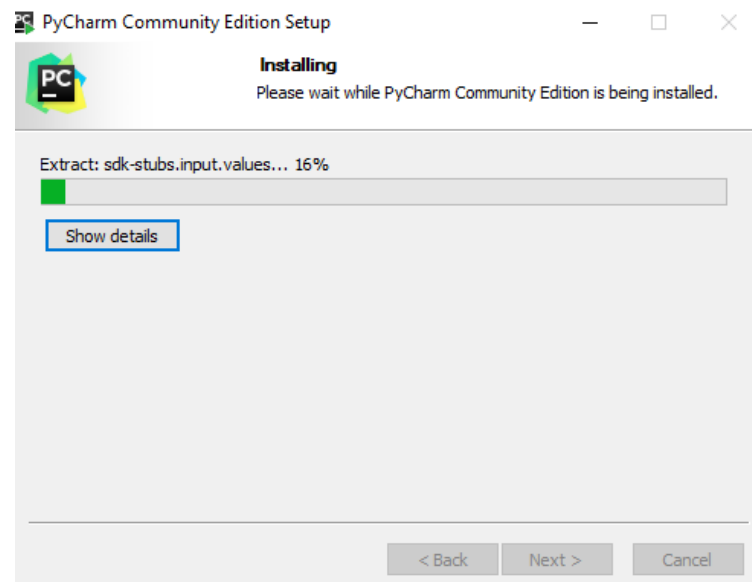 PyCharm Community Edition Setup
PC
Installing
Please wait while PyCharm Community Edition is being installed.
Extract: sdk-stubs.input.values... 16%
Show details
< Back
Next >
Cancel